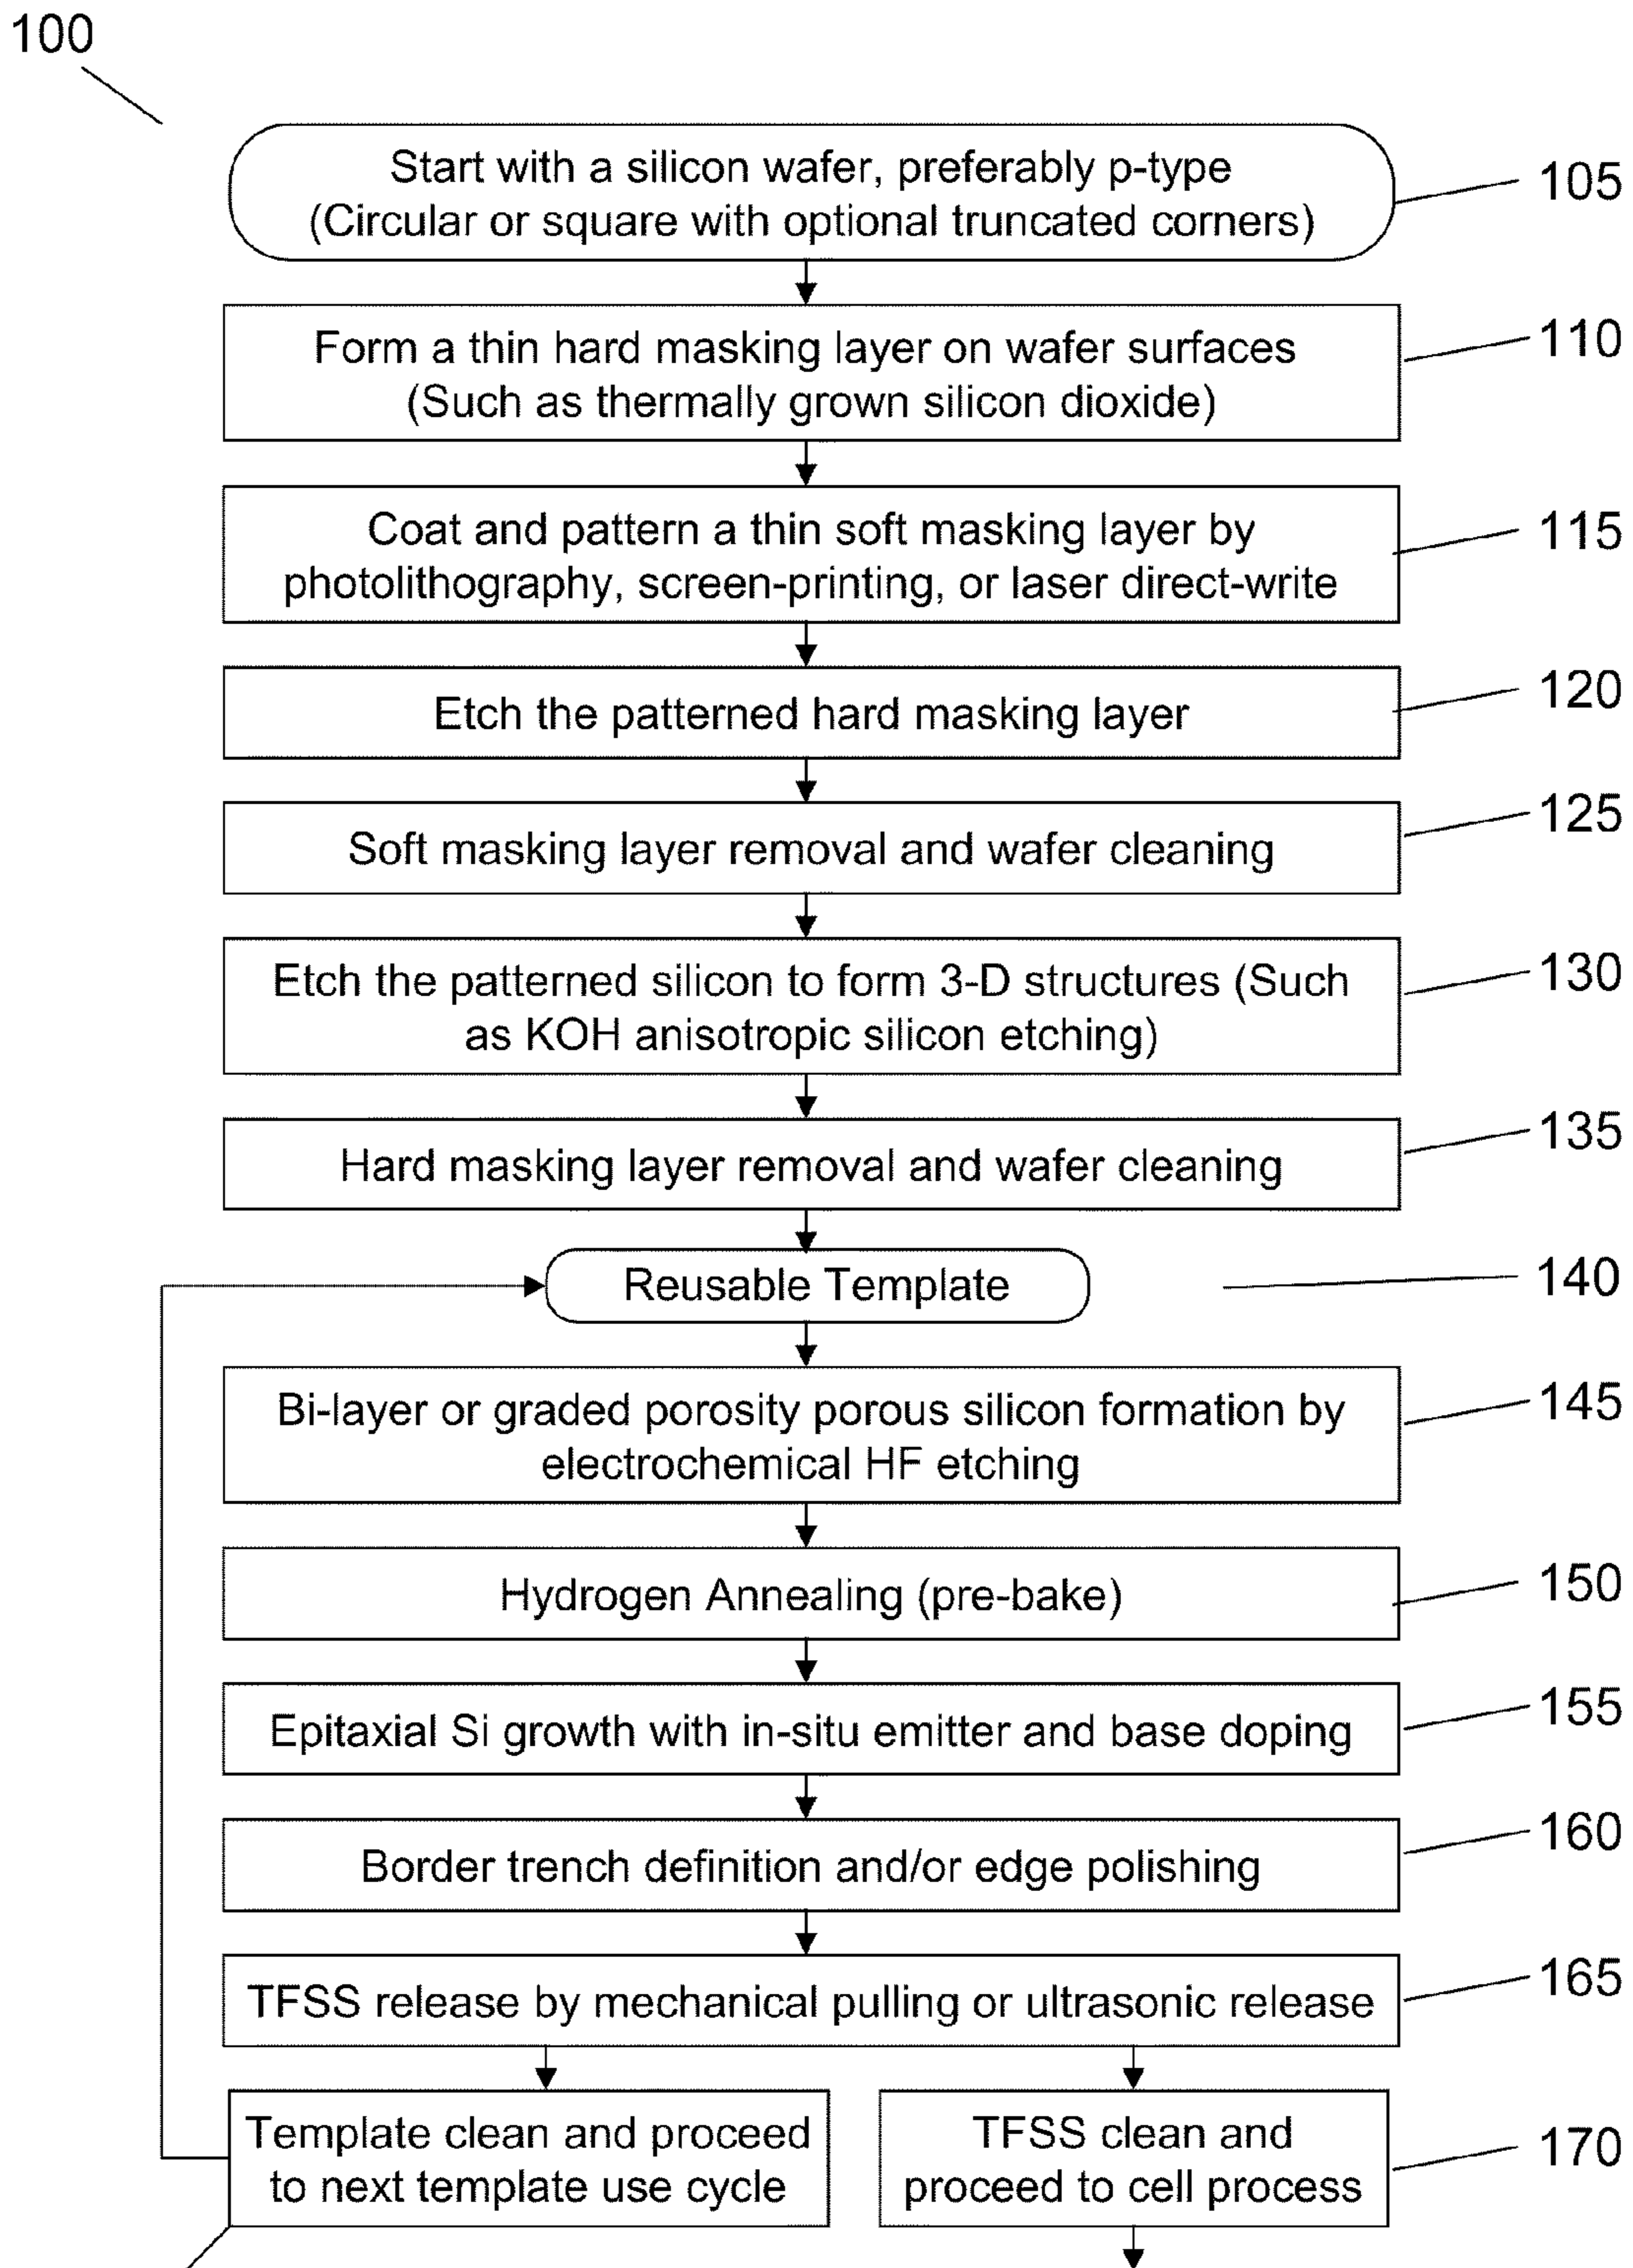 100
Start with a silicon wafer, preferably p-type
(Circular or square with optional truncated corners)
105
Form a thin hard masking layer on wafer surfaces
(Such as thermally grown silicon dioxide)
110
Coat and pattern a thin soft masking layer by
photolithography, screen-printing, or laser direct-write
115
Etch the patterned hard masking layer
120
Soft masking layer removal and wafer cleaning
125
Etch the patterned silicon to form 3-D structures (Such
as KOH anisotropic silicon etching)
130
Hard masking layer removal and wafer cleaning
135
Reusable Template
140
Bi-layer or graded porosity porous silicon formation by
electrochemical HF etching
145
Hydrogen Annealing (pre-bake)
150
Epitaxial Si growth with in-situ emitter and base doping
155
Border trench definition and/or edge polishing
160
TFSS release by mechanical pulling or ultrasonic release
165
Template clean and proceed
to next template use cycle
TFSS clean and
proceed to cell process
170